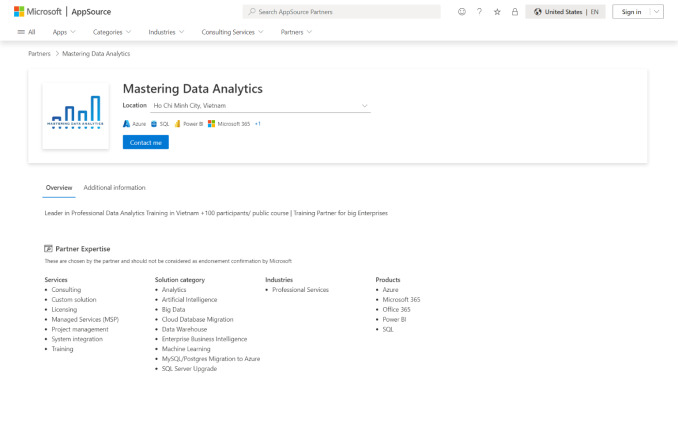 Microsoft | AppSource
Search AppSource Partners
United States | EN
Sign in
All
Apps
Categories
Industries
Consulting Services
Partners
Partners > Mastering Data Analytics
MASTERING DATA ANALYTICS
Mastering Data Analytics
Location Ho Chi Minh City, Vietnam
Azure SQL Power BI Microsoft 365 +1
Contact me
Overview Additional information
Leader in Professional Data Analytics Training in Vietnam +100 participants/ public course | Training Partner for big Enterprises
Partner Expertise
These are chosen by the partner and should not be considered as endorsement confirmation by Microsoft
Services
• Consulting
• Custom solution
• Licensing
• Managed Services (MSP)
• Project management
• System integration
• Training
Solution category
• Analytics
• Artificial Intelligence
• Big Data
• Cloud Database Migration
• Data Warehouse
• Enterprise Business Intelligence
• Machine Learning
• MySQL/Postgres Migration to Azure
• SQL Server Upgrade
Industries
• Professional Services
Products
• Azure
• Microsoft 365
• Office 365
• Power BI
• SQL